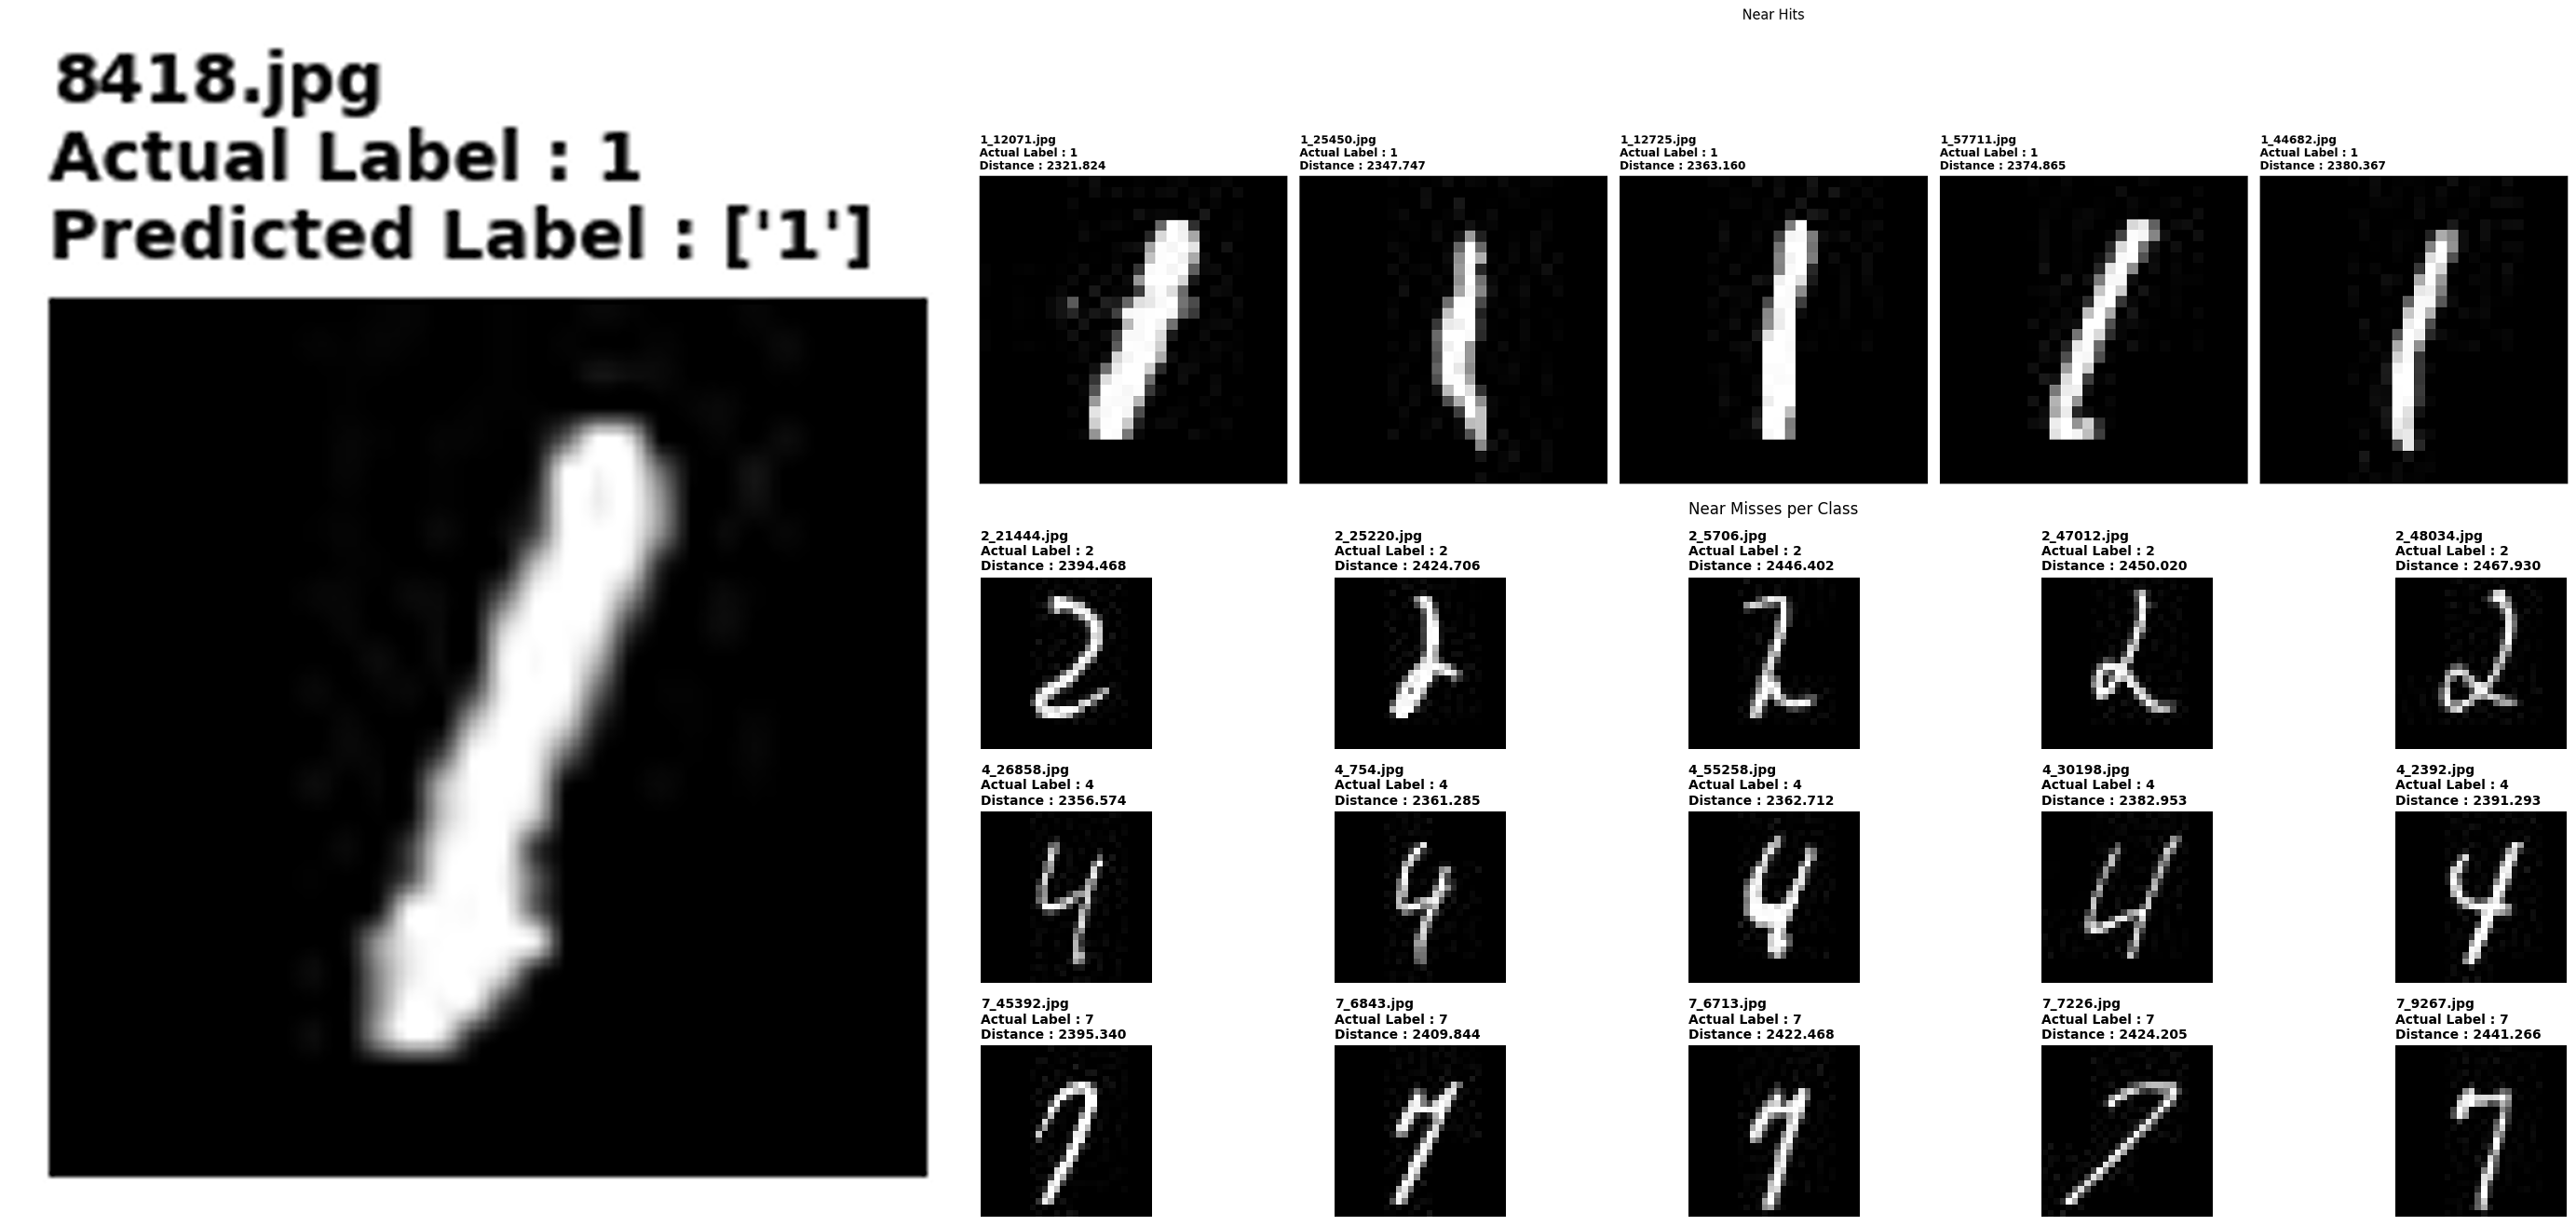 8418.jpg
Actual Label : 1
Predicted Label : ['1']
Near Hits
1_12071.jpg
Actual Label : 1
Distance : 2321.824
1_25450.jpg
Actual Label : 1
Distance : 2347.747
1_12725.jpg
Actual Label : 1
Distance : 2363.160
1_57711.jpg
Actual Label : 1
Distance : 2374.865
1_44682.jpg
Actual Label : 1
Distance : 2380.367
Near Misses per Class
2_21444.jpg
Actual Label : 2
Distance : 2394.468
2_25220.jpg
Actual Label : 2
Distance : 2424.706
2_5706.jpg
Actual Label : 2
Distance : 2446.402
2_47012.jpg
Actual Label : 2
Distance : 2450.020
2_48034.jpg
Actual Label : 2
Distance : 2467.930
4_26858.jpg
Actual Label : 4
Distance : 2356.574
4_754.jpg
Actual Label : 4
Distance : 2361.285
4_55258.jpg
Actual Label : 4
Distance : 2362.712
4_30198.jpg
Actual Label : 4
Distance : 2382.953
4_2392.jpg
Actual Label : 4
Distance : 2391.293
7_45392.jpg
Actual Label : 7
Distance : 2395.340
7_6843.jpg
Actual Label : 7
Distance : 2409.844
7_6713.jpg
Actual Label : 7
Distance : 2422.468
7_7226.jpg
Actual Label : 7
Distance : 2424.205
7_9267.jpg
Actual Label : 7
Distance : 2441.266